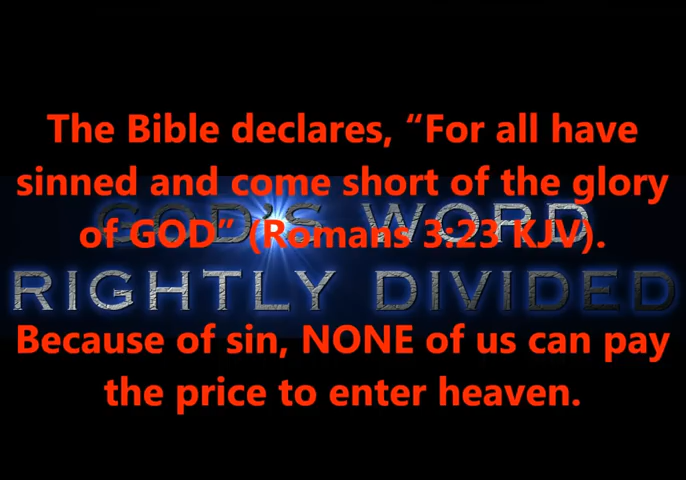 The Bible declares, “For all have
sinned and come short of the glory
of GOD” (Romans 3:23 KJV).
GOD'S WORD
RIGHTLY DIVIDED
Because of sin, NONE of us can pay
the price to enter heaven.